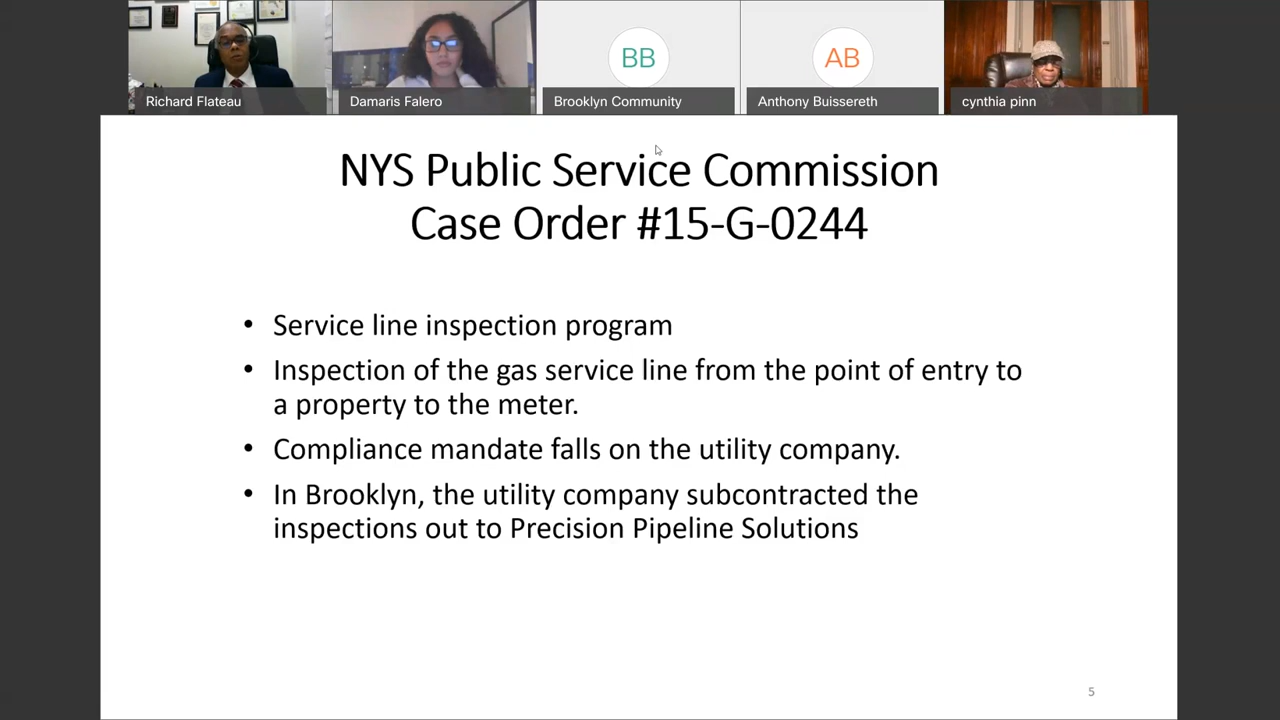 Richard Flateau
Damaris Falero
BB
Brooklyn Community
AB
Anthony Buissereth
cynthia pinn
NYS Public Service Commission
Case Order #15-G-0244
• Service line inspection program
• Inspection of the gas service line from the point of entry to
a property to the meter.
• Compliance mandate falls on the utility company.
• In Brooklyn, the utility company subcontracted the
inspections out to Precision Pipeline Solutions
5